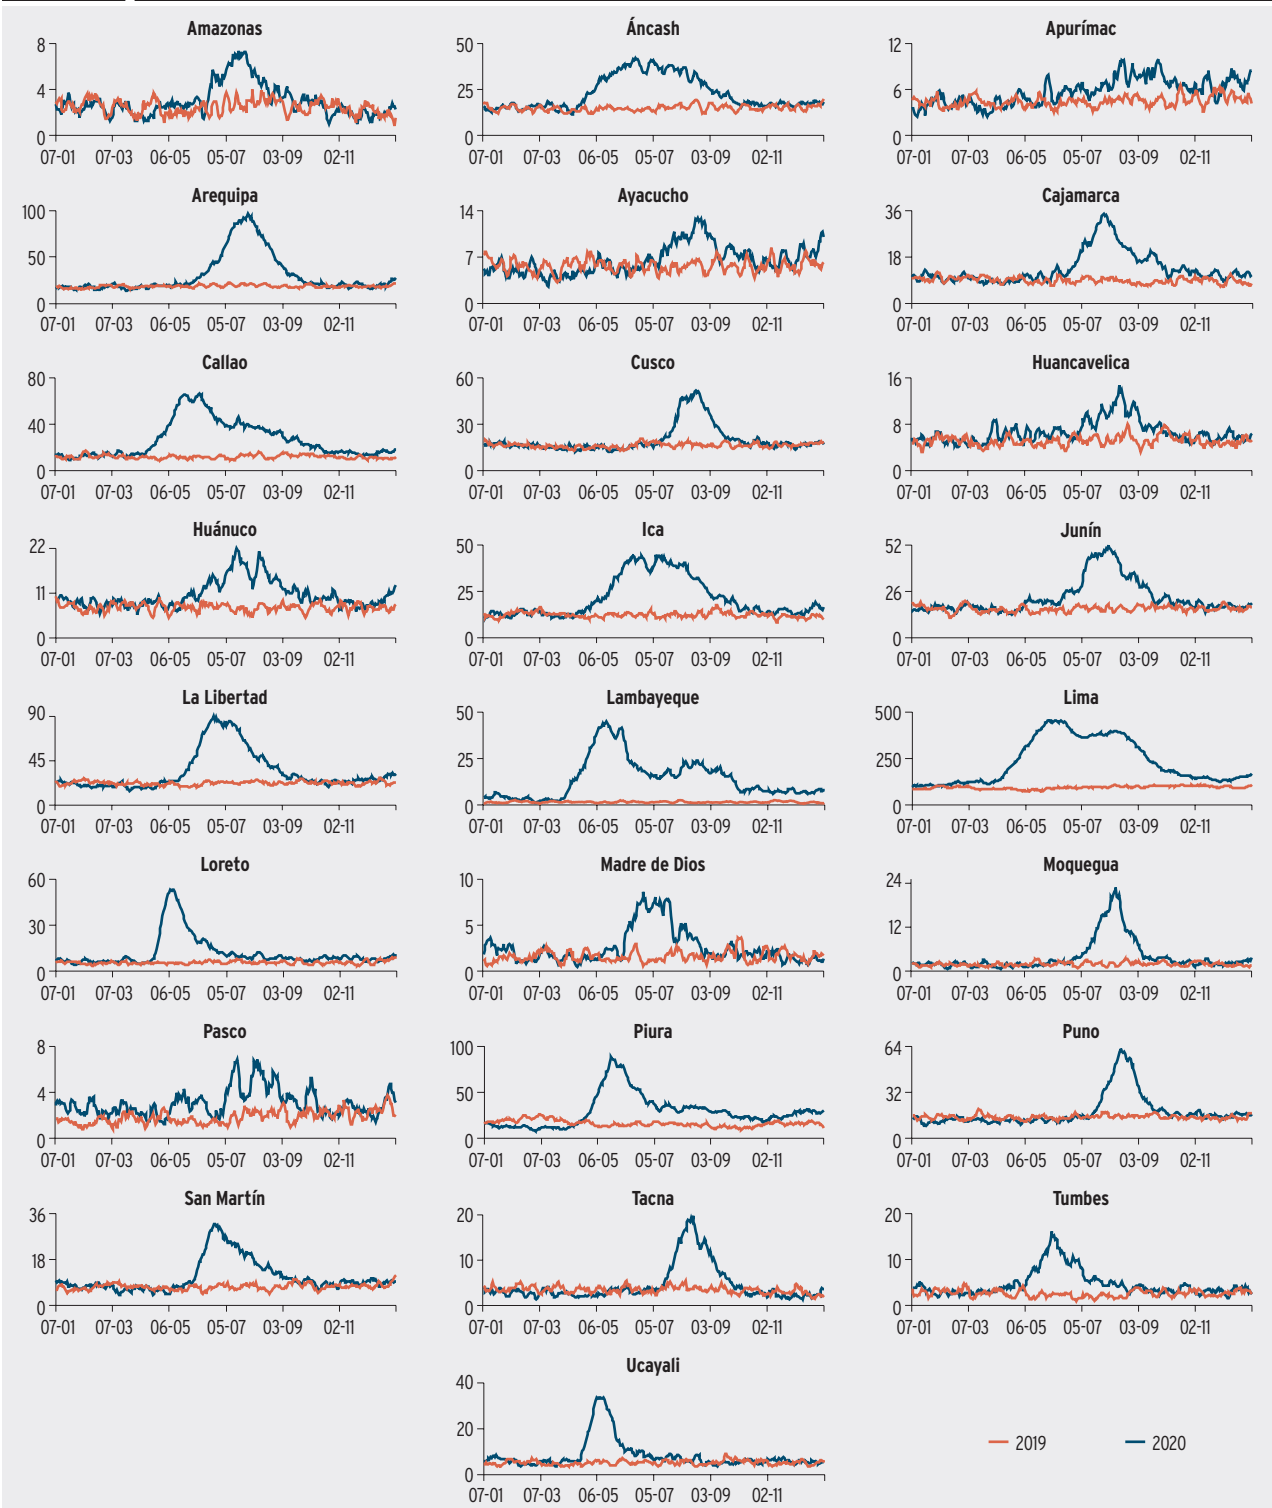 Amazonas
8
4
0
07-01 07-03 06-05 05-07 03-09 02-11
Áncash
50
25
0
07-01 07-03 06-05 05-07 03-09 02-11
Apurímac
12
6
0
07-01 07-03 06-05 05-07 03-09 02-11
Arequipa
100
50
0
07-01 07-03 06-05 05-07 03-09 02-11
Ayacucho
14
7
0
07-01 07-03 06-05 05-07 03-09 02-11
Cajamarca
36
18
0
07-01 07-03 06-05 05-07 03-09 02-11
Callao
80
40
0
07-01 07-03 06-05 05-07 03-09 02-11
Cusco
60
30
0
07-01 07-03 06-05 05-07 03-09 02-11
Huancavelica
16
8
0
07-01 07-03 06-05 05-07 03-09 02-11
Huánuco
22
11
0
07-01 07-03 06-05 05-07 03-09 02-11
Ica
50
25
0
07-01 07-03 06-05 05-07 03-09 02-11
Junín
52
26
0
07-01 07-03 06-05 05-07 03-09 02-11
La Libertad
90
45
0
07-01 07-03 06-05 05-07 03-09 02-11
Lambayeque
50
25
0
07-01 07-03 06-05 05-07 03-09 02-11
Lima
500
250
0
07-01 07-03 06-05 05-07 03-09 02-11
Loreto
60
30
0
07-01 07-03 06-05 05-07 03-09 02-11
Madre de Dios
10
5
0
07-01 07-03 06-05 05-07 03-09 02-11
Moquegua
24
12
0
07-01 07-03 06-05 05-07 03-09 02-11
Pasco
8
4
0
07-01 07-03 06-05 05-07 03-09 02-11
Piura
100
50
0
07-01 07-03 06-05 05-07 03-09 02-11
Puno
64
32
0
07-01 07-03 06-05 05-07 03-09 02-11
San Martín
36
18
0
07-01 07-03 06-05 05-07 03-09 02-11
Tacna
20
10
0
07-01 07-03 06-05 05-07 03-09 02-11
Tumbes
20
10
0
07-01 07-03 06-05 05-07 03-09 02-11
Ucayali
40
20
0
07-01 07-03 06-05 05-07 03-09 02-11
2019 2020